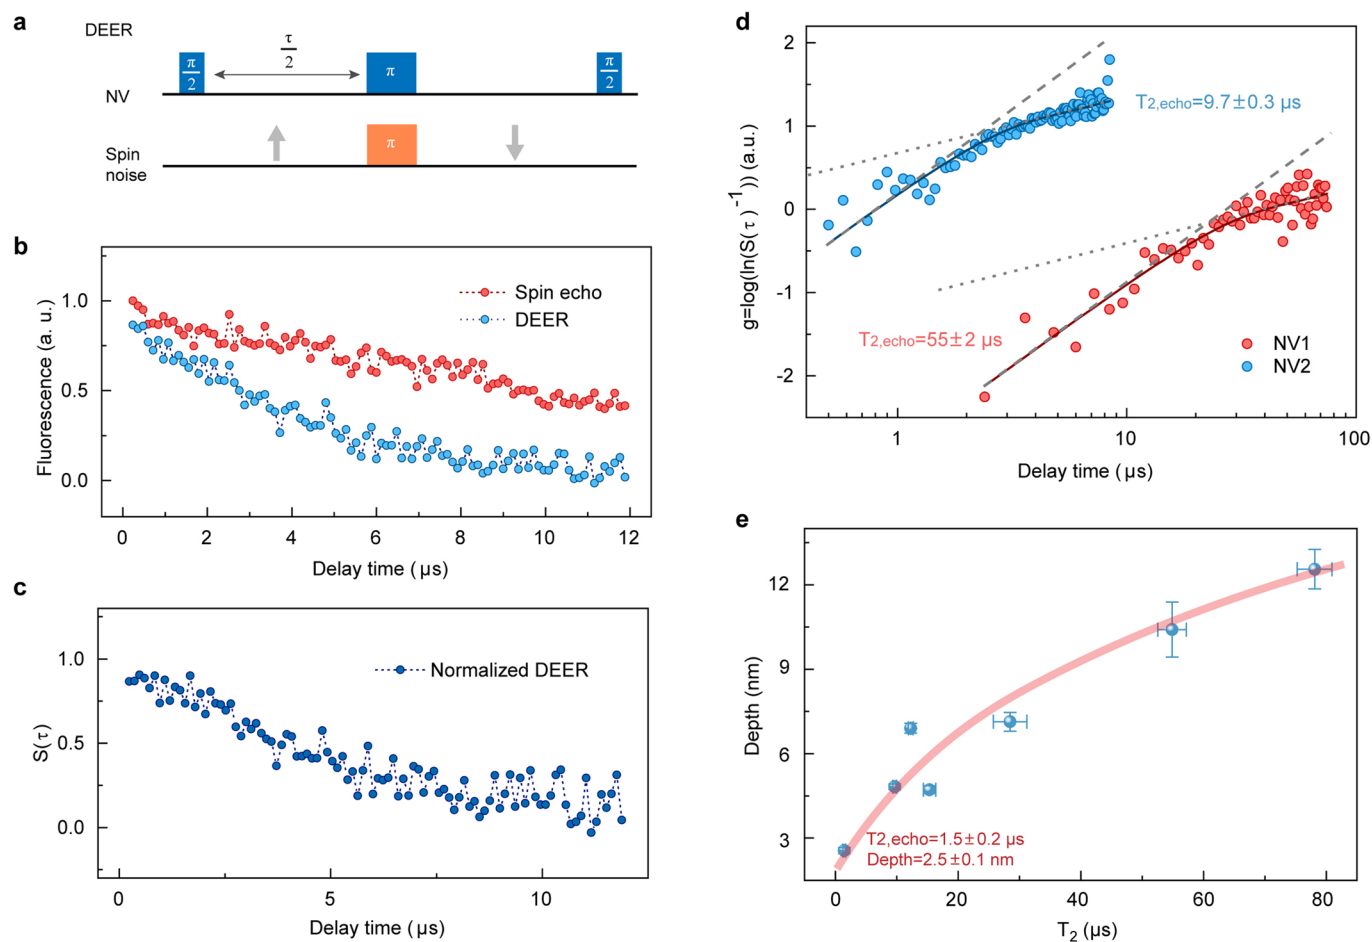 a
DEER
π
2
τ
2
π
π
2
NV
Spin
noise
π
b
Fluorescence (a. u.)
1.0
0.5
0.0
Spin echo
DEER
0 2 4 6 8 10 12
Delay time (μs)
c
S(τ)
1.0
0.5
0.0
Normalized DEER
0 5 10
Delay time (μs)
d
g=log(ln(S(τ)-1)) (a.u.)
2
1
0
-1
-2
T2,echo=9.7±0.3 μs
T2,echo=55±2 μs
NV1
NV2
1 10 100
Delay time (μs)
e
Depth (nm)
12
9
6
3
T2,echo=1.5±0.2 μs
Depth=2.5±0.1 nm
0 20 40 60 80
T2 (μs)